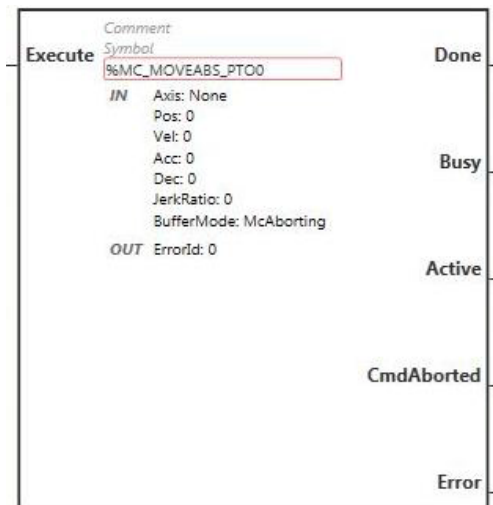 Comment
Execute Symbol Done
%MC_MOVEABS_PTO0
IN Axis: None
Pos: 0
Vel: 0
Acc: 0
Busy
Dec: 0
JerkRatio: 0
BufferMode: McAborting
OUT ErrorId: 0
Active
CmdAborted
Error